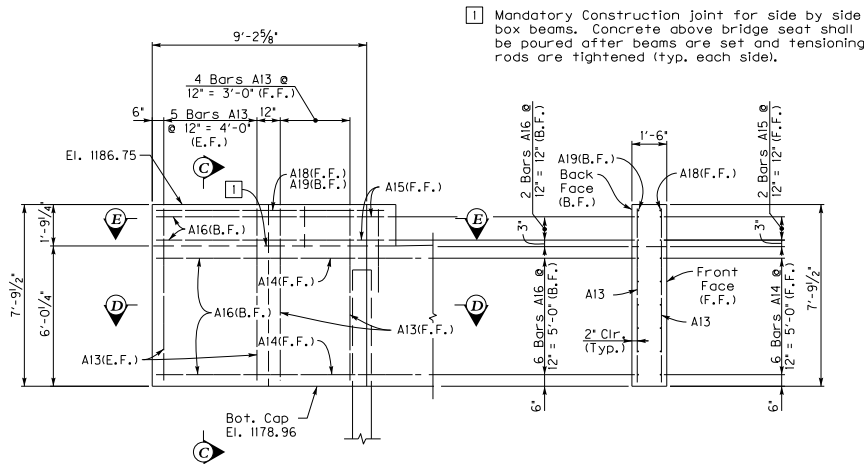 1 Mandatory Construction joint for side by side
box beams. Concrete above bridge seat shall
be poured after beams are set and tensioning
rods are tightened (typ. each side).
9'-2⅝"
4 Bars A13 @
12" = 3'-0" (F.F.)
6"
5 Bars A13
@ 12" = 4'-0"
(E.F.)
12"
El. 1186.75
C
1
A18(F.F.)
A19(B.F.)
A15(F.F.)
E
E
A16(B.F.)
1'-9¼"
7'-9½"
6'-0¼"
A14(F.F.)
D
D
A16(B.F.)
A13(F.F.)
A14(F.F.)
A13(E.F.)
Bot. Cap
El. 1178.96
C
2 Bars A16 @
12" = 12" (B.F.)
3"
6 Bars A16 @
12" = 5'-0" (B.F.)
6"
1'-6"
A19(B.F.)
Back
Face
(B.F.)
A18(F.F.)
A13
Front
Face
(F.F.)
A13
2" Clr.
(Typ.)
2 Bars A15 @
12" = 12" (F.F.)
3"
6 Bars A14 @
12" = 5'-0" (F.F.)
6"
7'-9½"